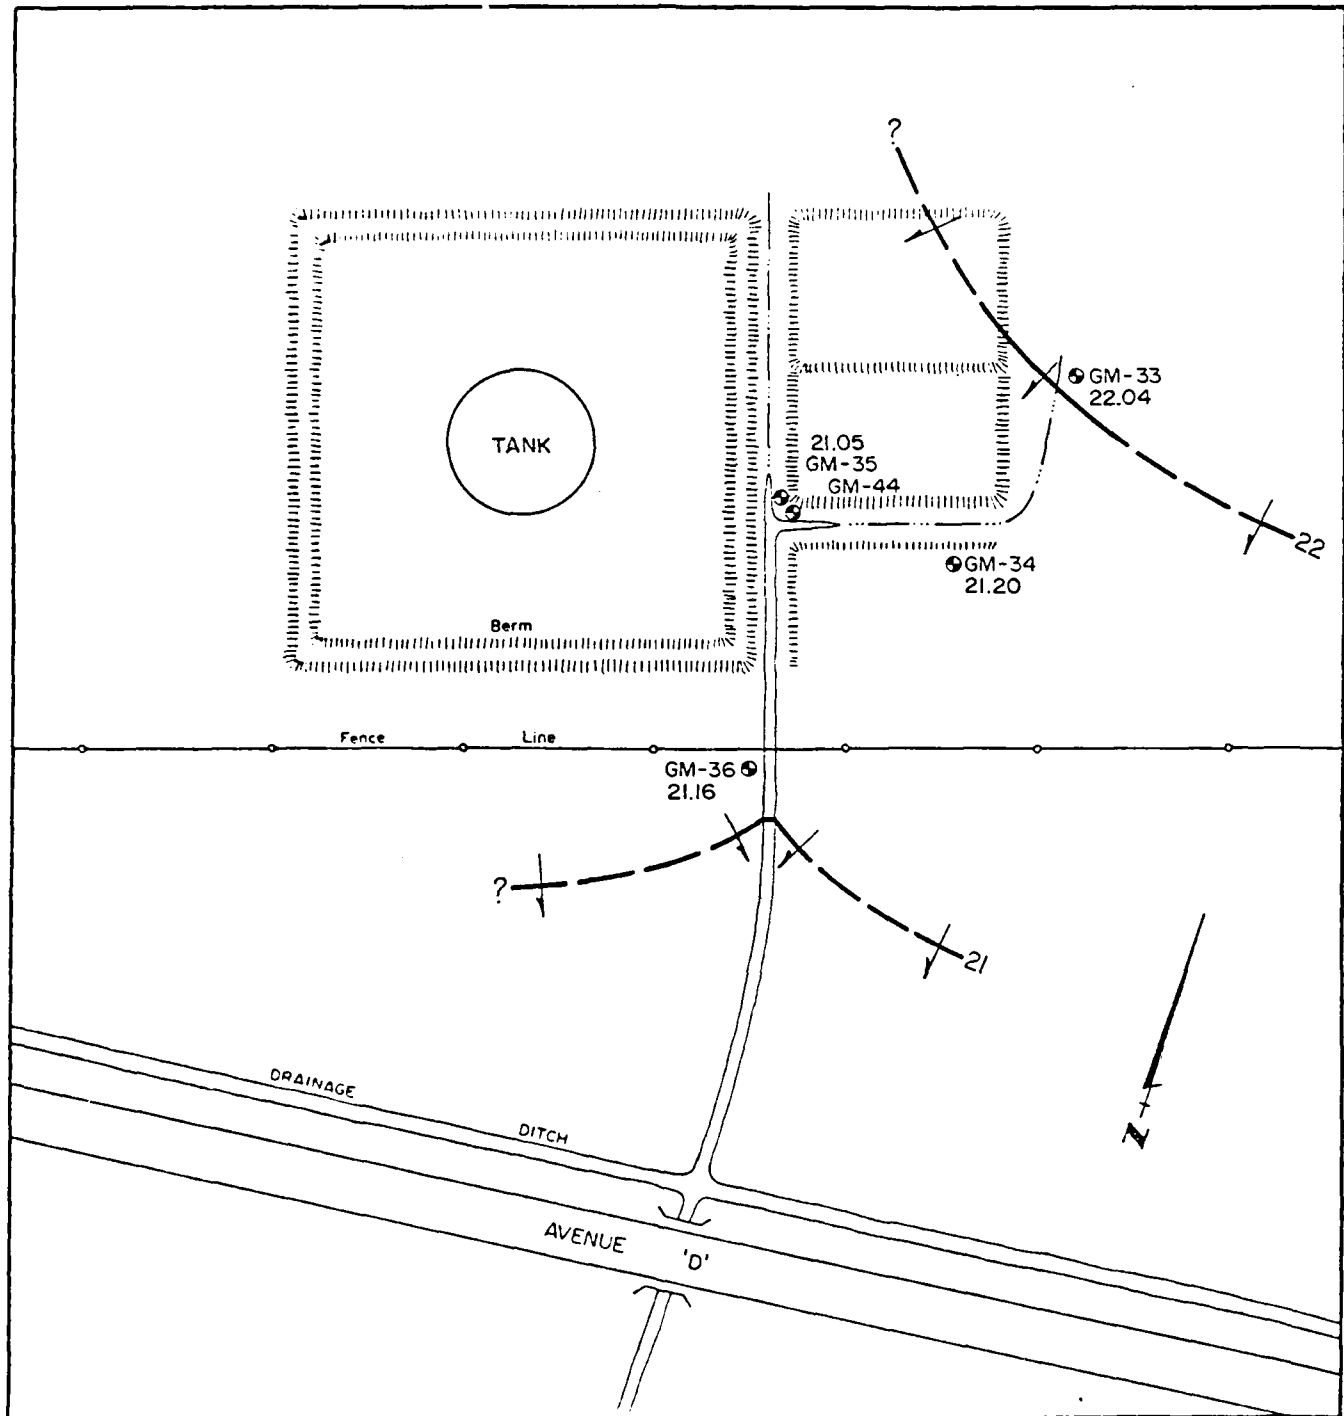 ?
GM-33
22.04
TANK
21.05
GM-35
GM-44
22
GM-34
21.20
Berm
Fence Line
GM-36
21.16
?
21
DRAINAGE DITCH
N
AVENUE 'D'